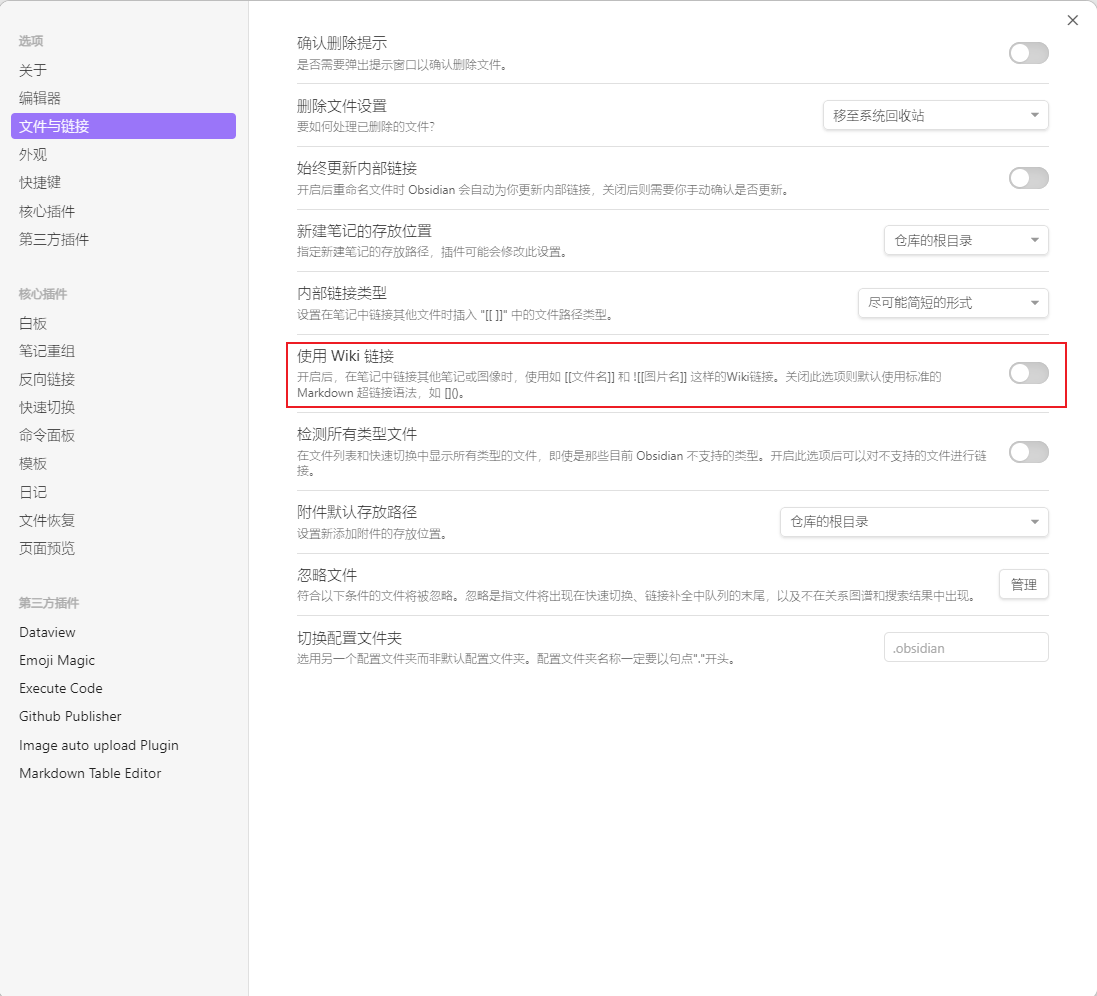 选项
关于
编辑器
文件与链接
外观
快捷键
核心插件
第三方插件
核心插件
白板
笔记重组
反向链接
快速切换
命令面板
模板
日记
文件恢复
页面预览
第三方插件
Dataview
Emoji Magic
Execute Code
Github Publisher
Image auto upload Plugin
Markdown Table Editor
确认删除提示
是否需要弹出提示窗口以确认删除文件。
删除文件设置
要如何处理已删除的文件?
移至系统回收站
始终更新内部链接
开启后重命名文件时 Obsidian 会自动为你更新内部链接，关闭后则需要你手动确认是否更新。
新建笔记的存放位置
指定新建笔记的存放路径，插件可能会修改此设置。
仓库的根目录
内部链接类型
设置在笔记中链接其他文件时插入 "[[ ]]" 中的文件路径类型。
尽可能简短的形式
使用 Wiki 链接
开启后，在笔记中链接其他笔记或图像时，使用如 [[文件名]] 和 ![[图片名]] 这样的Wiki链接。关闭此选项则默认使用标准的
Markdown 超链接语法，如 []()。
检测所有类型文件
在文件列表和快速切换中显示所有类型的文件，即使是那些目前 Obsidian 不支持的类型。开启此选项后可以对不支持的文件进行链
接。
附件默认存放路径
设置新添加附件的存放位置。
仓库的根目录
忽略文件
符合以下条件的文件将被忽略。忽略是指文件将出现在快速切换、链接补全中队列的末尾，以及不在关系图谱和搜索结果中出现。
管理
切换配置文件夹
选用另一个配置文件夹而非默认配置文件夹。配置文件夹名称一定要以句点"."开头。
.obsidian